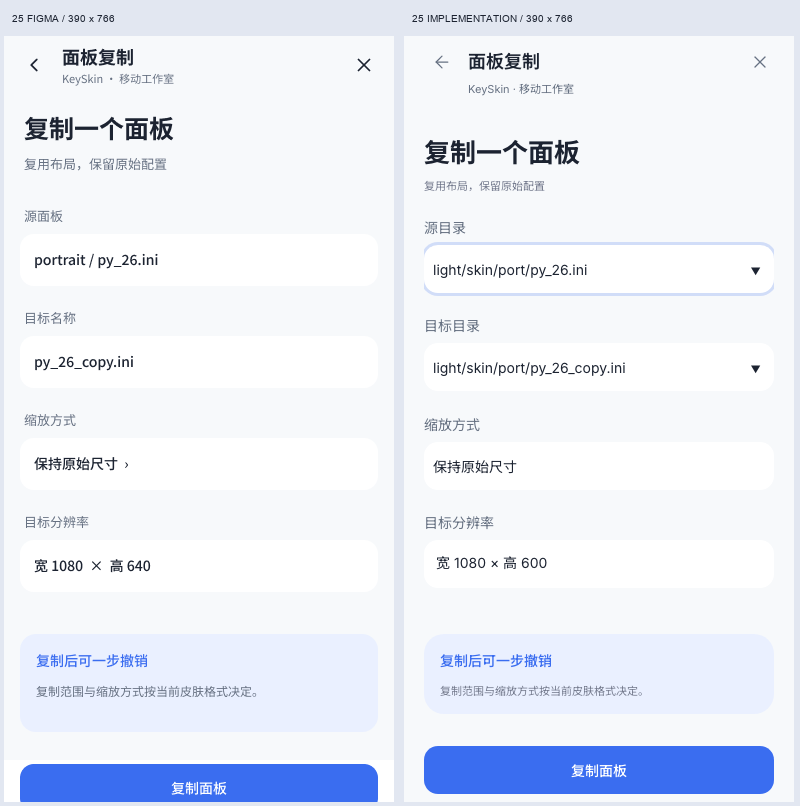 25 FIGMA / 390 x 766
面板复制
KeySkin · 移动工作室
复制一个面板
复用布局，保留原始配置
源面板
portrait / py_26.ini
目标名称
py_26_copy.ini
缩放方式
保持原始尺寸 ›
目标分辨率
宽 1080 × 高 640
复制后可一步撤销
复制范围与缩放方式按当前皮肤格式决定。
复制面板
25 IMPLEMENTATION / 390 x 766
面板复制
KeySkin · 移动工作室
复制一个面板
复用布局，保留原始配置
源目录
light/skin/port/py_26.ini
目标目录
light/skin/port/py_26_copy.ini
缩放方式
保持原始尺寸
目标分辨率
宽 1080 × 高 600
复制后可一步撤销
复制范围与缩放方式按当前皮肤格式决定。
复制面板